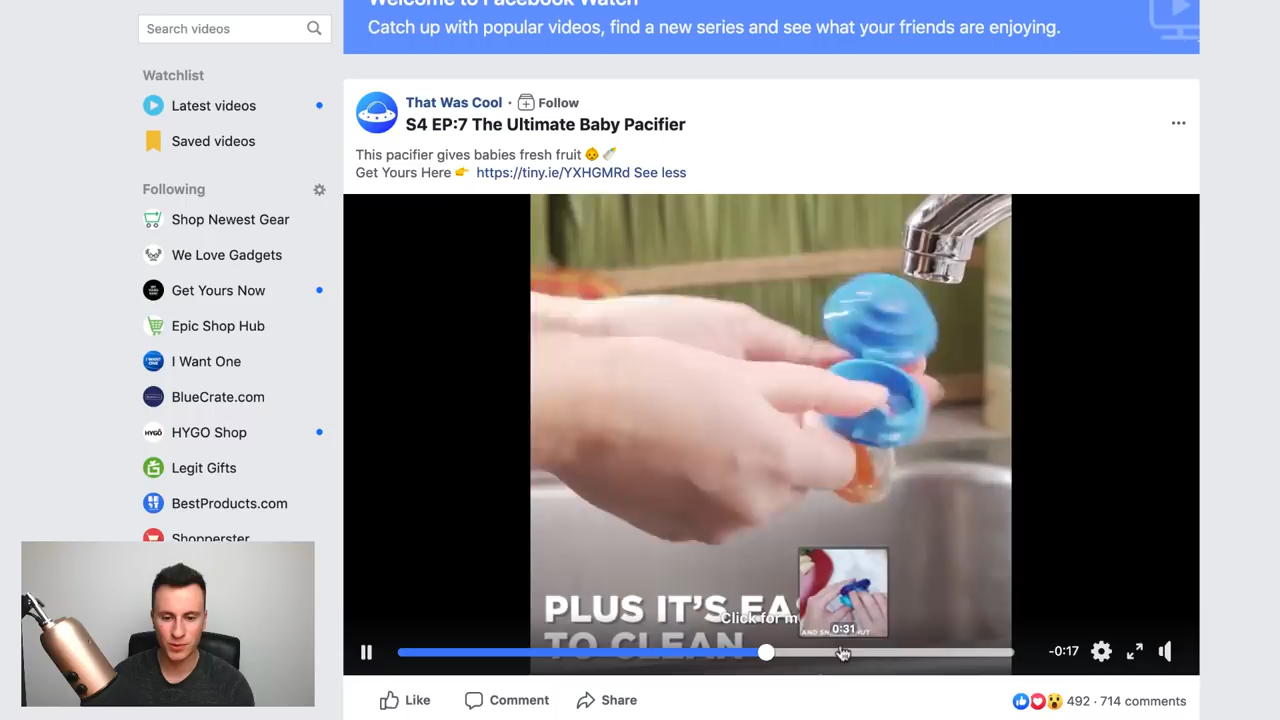 Welcome to Facebook Watch
Catch up with popular videos, find a new series and see what your friends are enjoying.
Search videos
Watchlist
Latest videos
Saved videos
Following
Shop Newest Gear
We Love Gadgets
Get Yours Now
Epic Shop Hub
I Want One
BlueCrate.com
HYGO Shop
Legit Gifts
BestProducts.com
Shopperster
That Was Cool · Follow
S4 EP:7 The Ultimate Baby Pacifier
This pacifier gives babies fresh fruit 👶 🍼
Get Yours Here 👉 https://tiny.ie/YXHGMRd See less
PLUS IT'S EA
TO CLEAN
Click for m
0:31
-0:17
Like
Comment
Share
492 · 714 comments